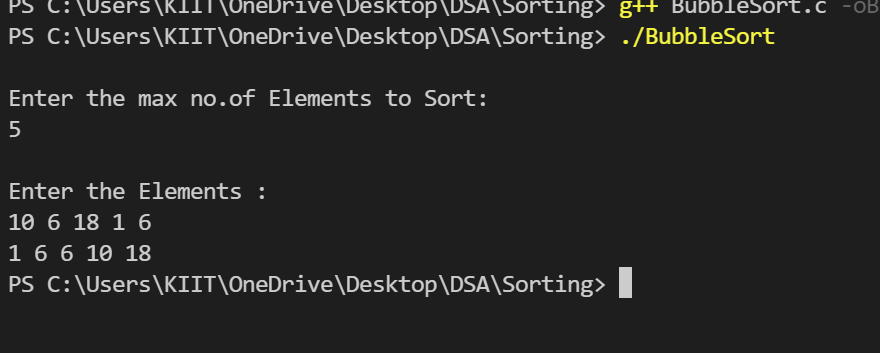 PS C:\Users\KIIT\OneDrive\Desktop\DSA\Sorting> g++ BubbleSort.c -oB
PS C:\Users\KIIT\OneDrive\Desktop\DSA\Sorting> ./BubbleSort
Enter the max no.of Elements to Sort:
5
Enter the Elements :
10 6 18 1 6
1 6 6 10 18
PS C:\Users\KIIT\OneDrive\Desktop\DSA\Sorting>